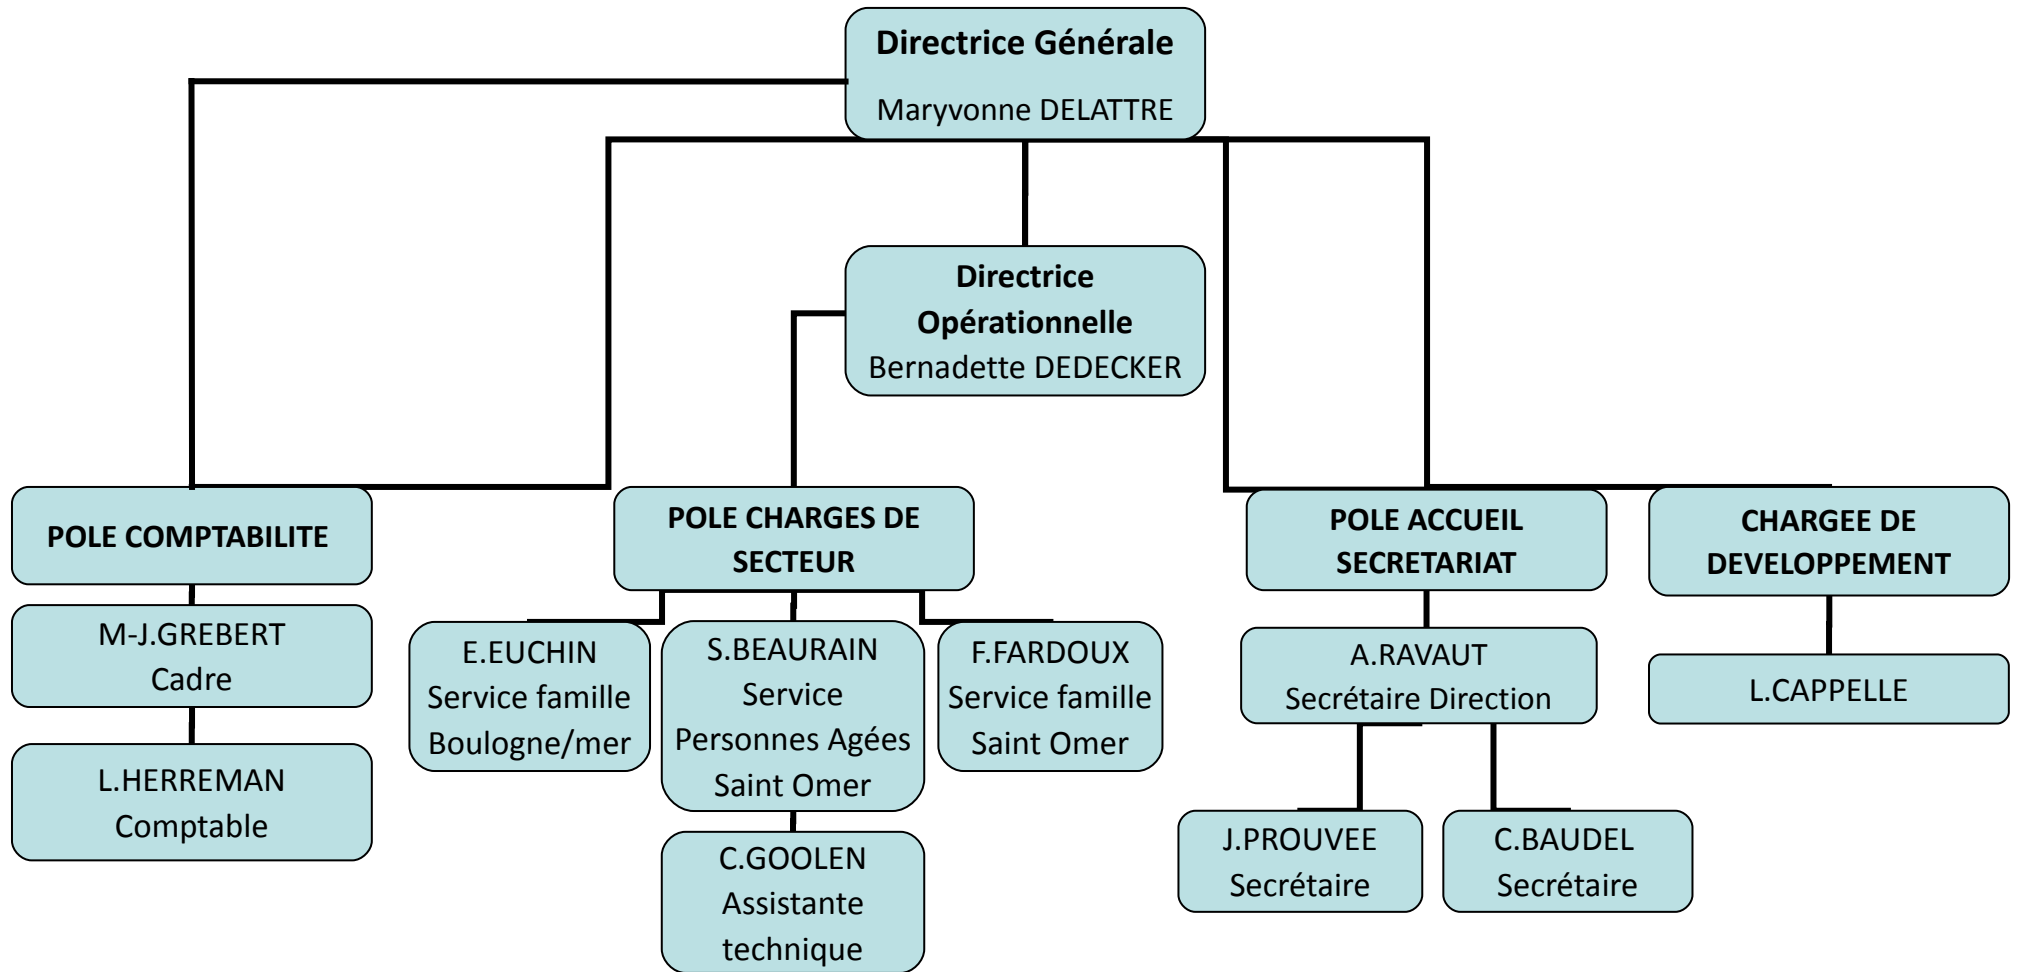 Directrice Générale
Maryvonne DELATTRE
Directrice
Opérationnelle
Bernadette DEDECKER
POLE COMPTABILITE
M-J.GREBERT
Cadre
L.HERREMAN
Comptable
POLE CHARGES DE
SECTEUR
E.EUCHIN
Service famille
Boulogne/mer
S.BEAURAIN
Service
Personnes Agées
Saint Omer
C.GOOLEN
Assistante
technique
F.FARDOUX
Service famille
Saint Omer
POLE ACCUEIL
SECRETARIAT
A.RAVAUT
Secrétaire Direction
J.PROUVEE
Secrétaire
C.BAUDEL
Secrétaire
CHARGEE DE
DEVELOPPEMENT
L.CAPPELLE